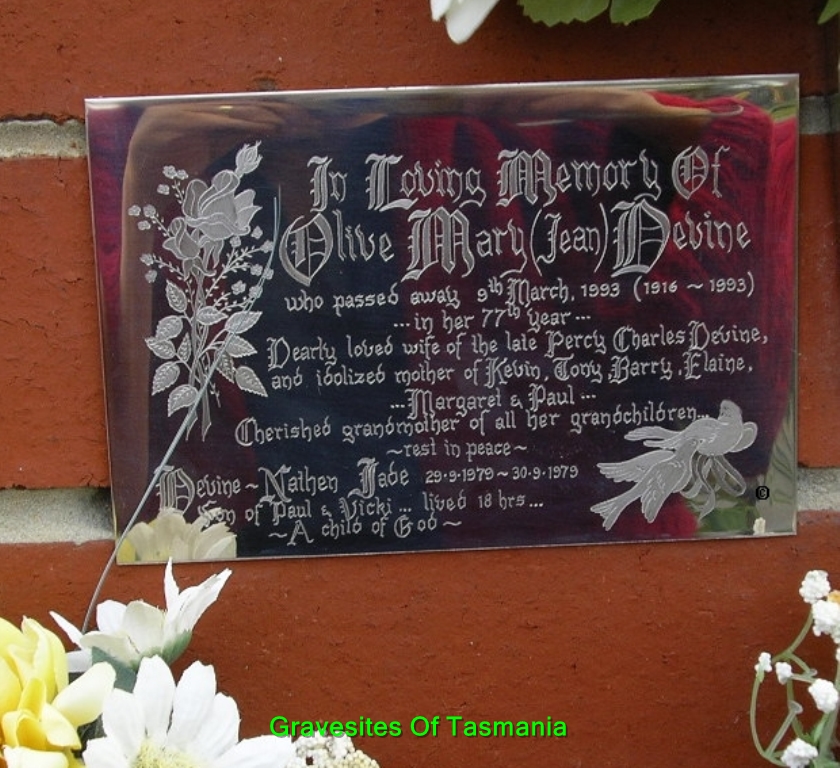 In Loving Memory Of
Olive Mary (Jean) Devine
who passed away 9th March, 1993 (1916 ~ 1993)
...in her 77th year...
Dearly loved wife of the late Percy Charles Devine,
and idolized mother of Kevin, Tony, Barry, Elaine,
...Margaret & Paul...
Cherished grandmother of all her grandchildren...
~rest in peace~
Devine ~ Nathen Jade 29·9·1979 ~ 30·9·1979
Son of Paul & Vicki... lived 18 hrs...
~A child of God~
©
Gravesites Of Tasmania